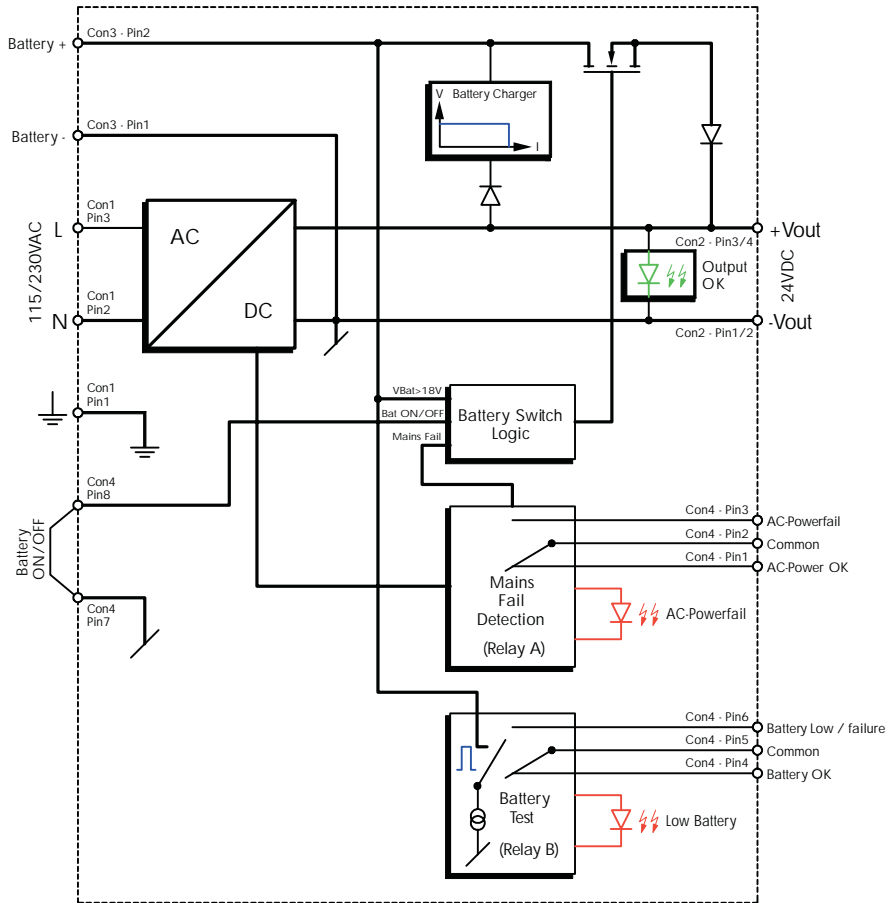 Con3 - Pin2
Battery +
V Battery Charger
I
Con3 - Pin1
Battery -
Con1
Pin3
L
AC
DC
115/230VAC
Con1
Pin2
N
+Vout
Con2 - Pin3/4
Output
OK
24VDC
-Vout
Con2 - Pin1/2
Con1
Pin1
VBat>18V
Bat ON/OFF
Mains Fail
Battery Switch
Logic
Con4
Pin8
Battery
ON/OFF
Con4
Pin7
Con4 - Pin3
AC-Powerfail
Con4 - Pin2
Common
Con4 - Pin1
AC-Power OK
Mains
Fail
Detection
(Relay A)
AC-Powerfail
Con4 - Pin6
Battery Low / failure
Con4 - Pin5
Common
Con4 - Pin4
Battery OK
Battery
Test
(Relay B)
Low Battery